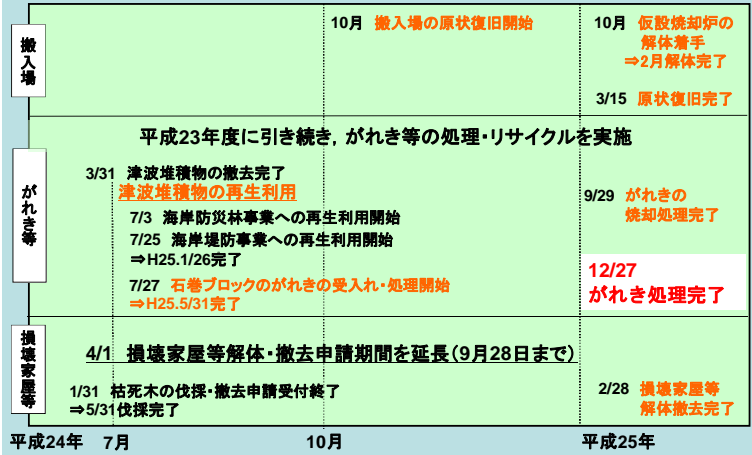 搬入場
10月 搬入場の原状復旧開始
10月 仮設焼却炉の
解体着手
⇒2月解体完了
3/15 原状復旧完了
がれき等
平成23年度に引き続き，がれき等の処理・リサイクルを実施
3/31 津波堆積物の撤去完了
津波堆積物の再生利用
7/3 海岸防災林事業への再生利用開始
7/25 海岸堤防事業への再生利用開始
⇒H25.1/26完了
7/27 石巻ブロックのがれきの受入れ・処理開始
⇒H25.5/31完了
9/29 がれきの
焼却処理完了
12/27
がれき処理完了
損壊家屋等
4/1 損壊家屋等解体・撤去申請期間を延長（9月28日まで）
1/31 枯死木の伐採・撤去申請受付終了
⇒5/31伐採完了
2/28 損壊家屋等
解体撤去完了
平成24年 7月 10月 平成25年